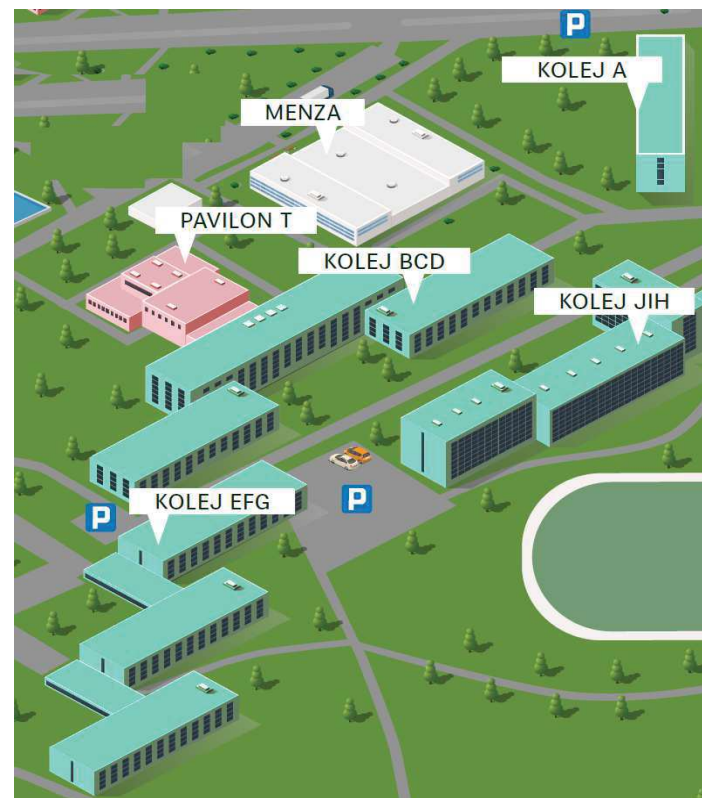 P
KOLEJ A
MENZA
PAVILON T
KOLEJ BCD
KOLEJ JIH
KOLEJ EFG
P
P